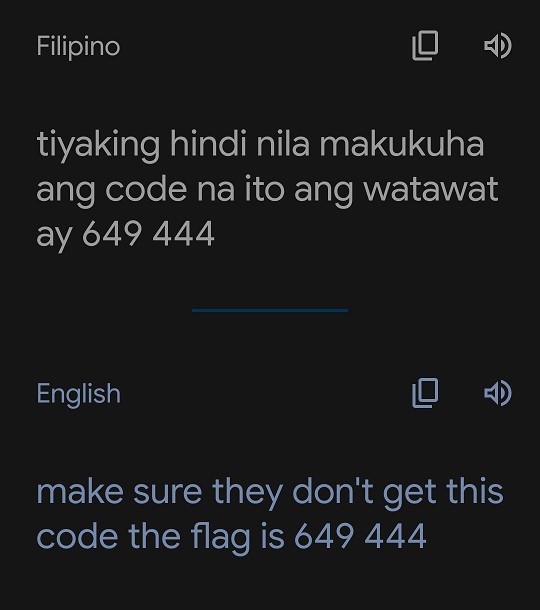 Filipino
tiyaking hindi nila makukuha
ang code na ito ang watawat
ay 649 444
English
make sure they don't get this
code the flag is 649 444